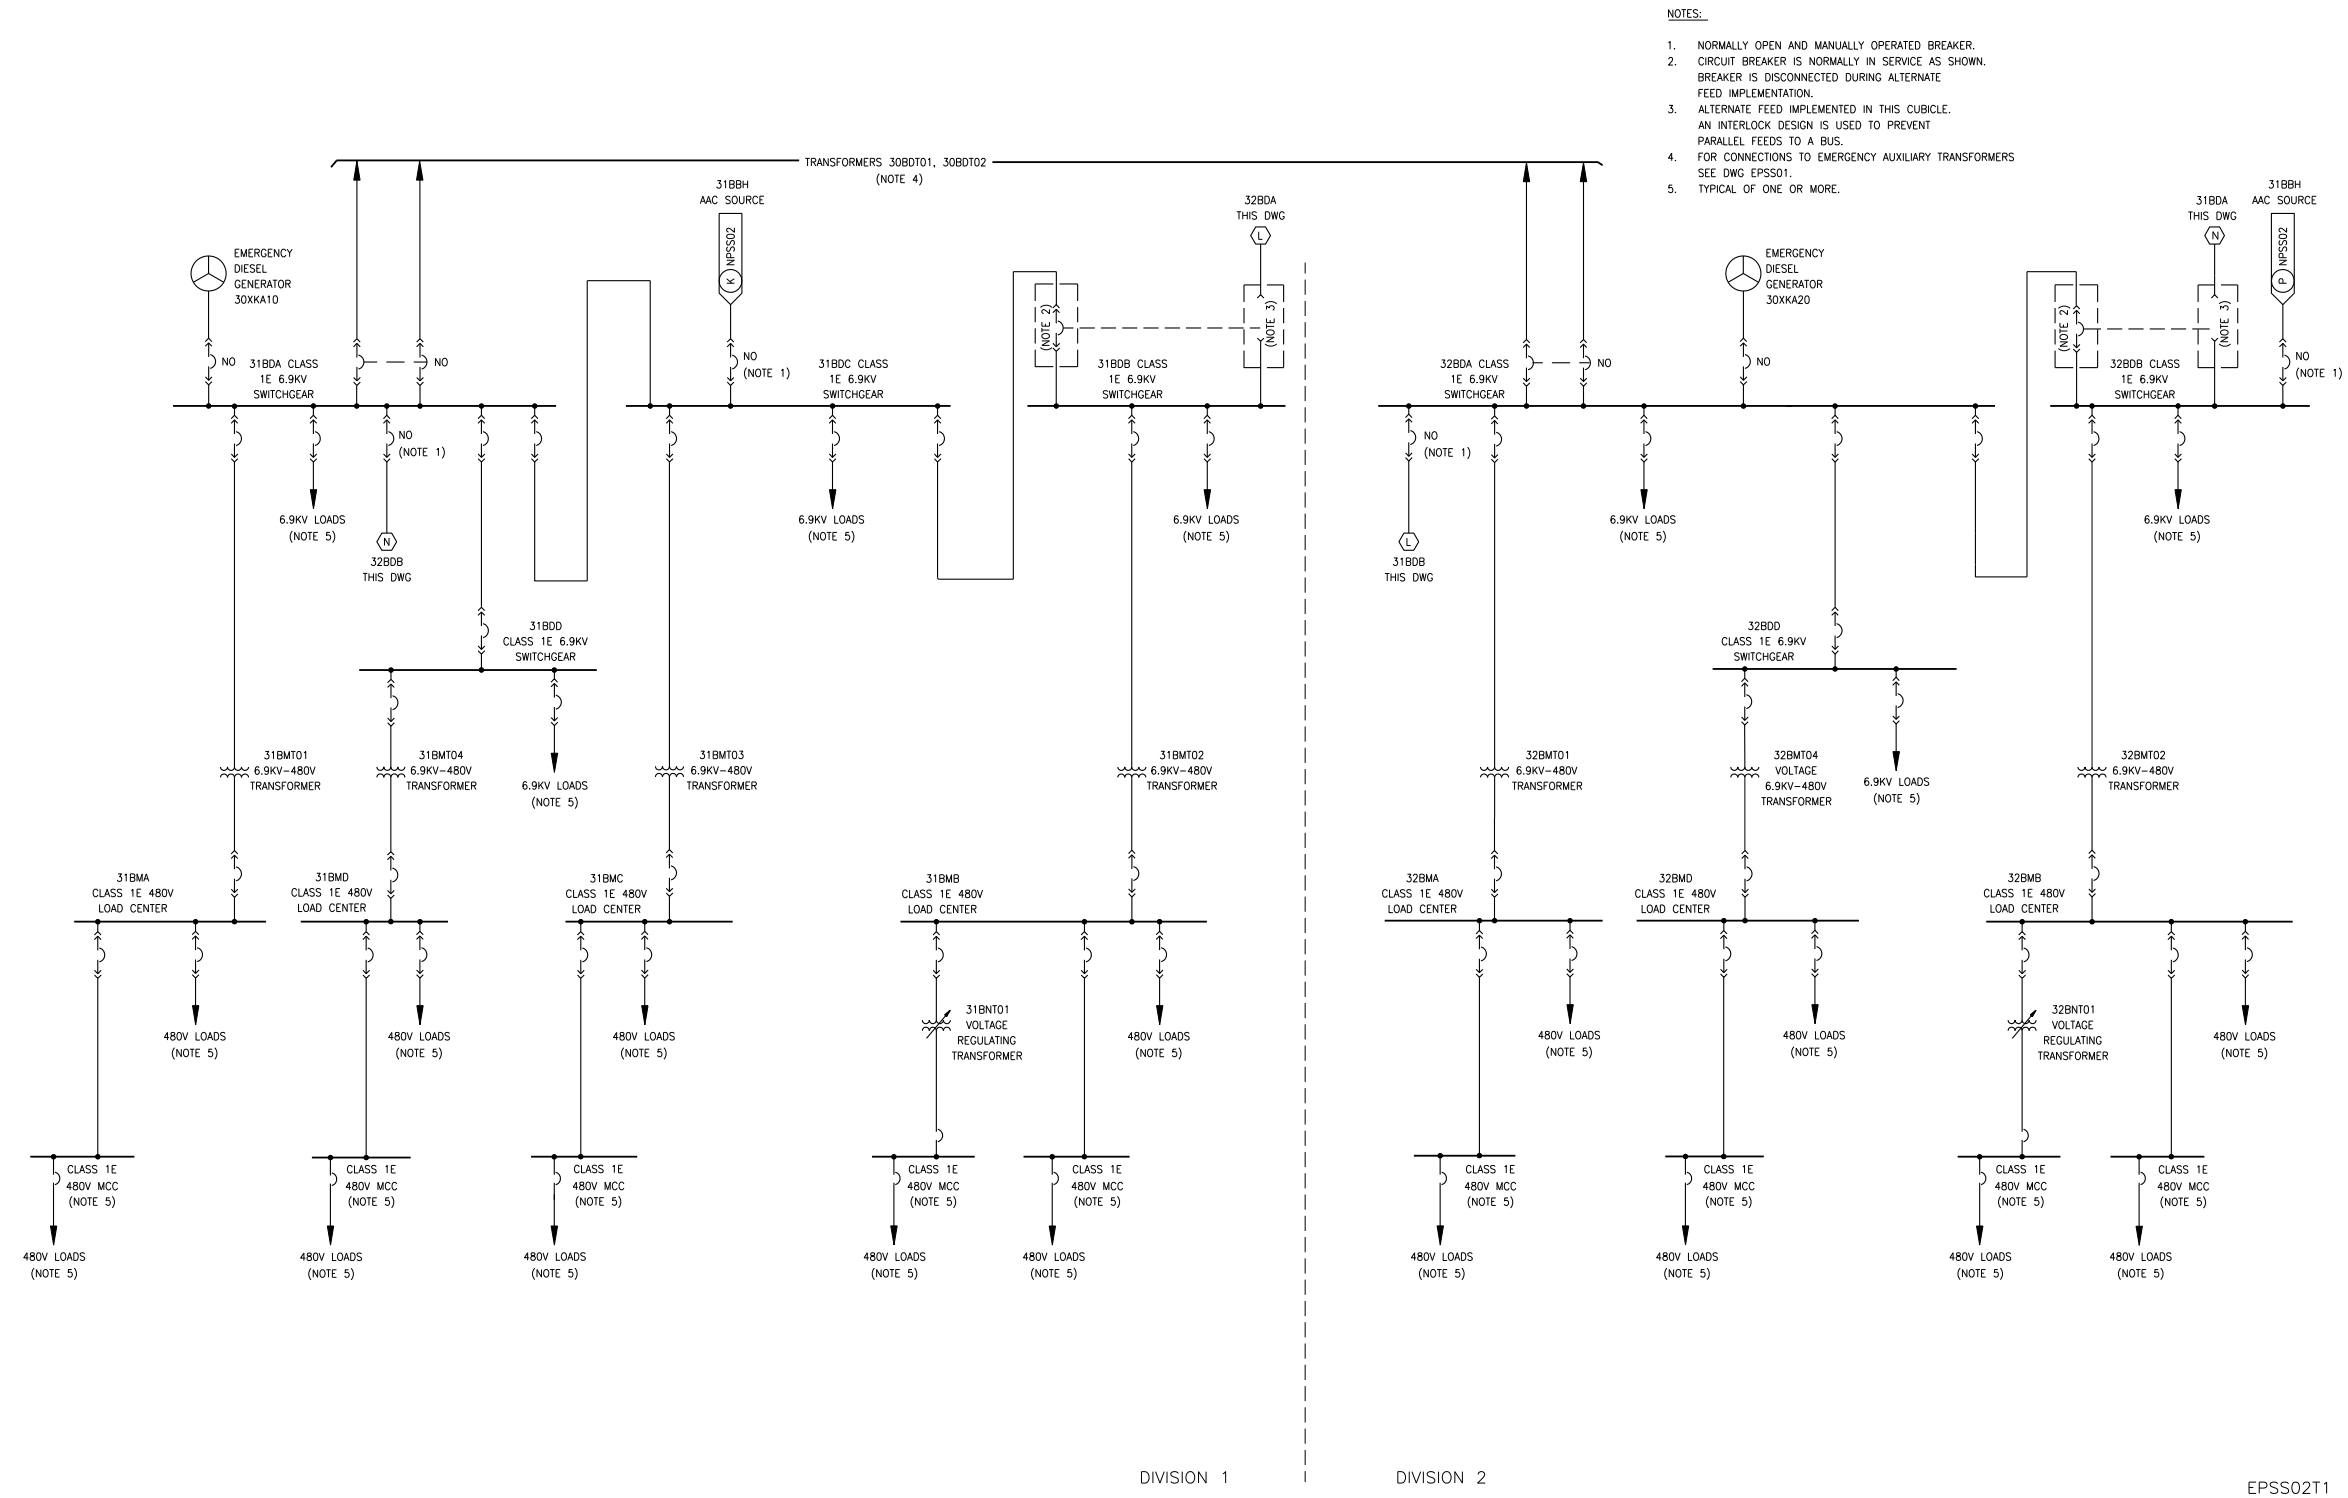 NOTES:
1. NORMALLY OPEN AND MANUALLY OPERATED BREAKER.
2. CIRCUIT BREAKER IS NORMALLY IN SERVICE AS SHOWN.
BREAKER IS DISCONNECTED DURING ALTERNATE
FEED IMPLEMENTATION.
3. ALTERNATE FEED IMPLEMENTED IN THIS CUBICLE.
AN INTERLOCK DESIGN IS USED TO PREVENT
PARALLEL FEEDS TO A BUS.
4. FOR CONNECTIONS TO EMERGENCY AUXILIARY TRANSFORMERS
SEE DWG EPSS01.
5. TYPICAL OF ONE OR MORE.
TRANSFORMERS 30BDT01, 30BDT02
(NOTE 4)
EMERGENCY
DIESEL
GENERATOR
30XKA10
NO
31BDA CLASS
1E 6.9KV
SWITCHGEAR
NO
31BBH
AAC SOURCE
NPSS02
K
NO
(NOTE 1)
31BDC CLASS
1E 6.9KV
SWITCHGEAR
(NOTE 2)
32BDA
THIS DWG
L
(NOTE 3)
31BDB CLASS
1E 6.9KV
SWITCHGEAR
32BDA CLASS
1E 6.9KV
SWITCHGEAR
NO
EMERGENCY
DIESEL
GENERATOR
30XKA20
NO
(NOTE 2)
31BDA
THIS DWG
N
(NOTE 3)
32BDB CLASS
1E 6.9KV
SWITCHGEAR
31BBH
AAC SOURCE
NPSS02
P
NO
(NOTE 1)
6.9KV LOADS
(NOTE 5)
NO
(NOTE 1)
N
32BDB
THIS DWG
6.9KV LOADS
(NOTE 5)
6.9KV LOADS
(NOTE 5)
NO
(NOTE 1)
L
31BDB
THIS DWG
6.9KV LOADS
(NOTE 5)
6.9KV LOADS
(NOTE 5)
31BDD
CLASS 1E 6.9KV
SWITCHGEAR
32BDD
CLASS 1E 6.9KV
SWITCHGEAR
31BMT01
6.9KV-480V
TRANSFORMER
31BMT04
6.9KV-480V
TRANSFORMER
6.9KV LOADS
(NOTE 5)
31BMT03
6.9KV-480V
TRANSFORMER
31BMT02
6.9KV-480V
TRANSFORMER
32BMT01
6.9KV-480V
TRANSFORMER
32BMT04
VOLTAGE
6.9KV-480V
TRANSFORMER
6.9KV LOADS
(NOTE 5)
32BMT02
6.9KV-480V
TRANSFORMER
31BMA
CLASS 1E 480V
LOAD CENTER
31BMD
CLASS 1E 480V
LOAD CENTER
31BMC
CLASS 1E 480V
LOAD CENTER
31BMB
CLASS 1E 480V
LOAD CENTER
32BMA
CLASS 1E 480V
LOAD CENTER
32BMD
CLASS 1E 480V
LOAD CENTER
32BMB
CLASS 1E 480V
LOAD CENTER
480V LOADS
(NOTE 5)
480V LOADS
(NOTE 5)
480V LOADS
(NOTE 5)
31BNT01
VOLTAGE
REGULATING
TRANSFORMER
480V LOADS
(NOTE 5)
480V LOADS
(NOTE 5)
480V LOADS
(NOTE 5)
32BNT01
VOLTAGE
REGULATING
TRANSFORMER
480V LOADS
(NOTE 5)
CLASS 1E
480V MCC
(NOTE 5)
CLASS 1E
480V MCC
(NOTE 5)
CLASS 1E
480V MCC
(NOTE 5)
CLASS 1E
480V MCC
(NOTE 5)
CLASS 1E
480V MCC
(NOTE 5)
CLASS 1E
480V MCC
(NOTE 5)
CLASS 1E
480V MCC
(NOTE 5)
CLASS 1E
480V MCC
(NOTE 5)
CLASS 1E
480V MCC
(NOTE 5)
480V LOADS
(NOTE 5)
480V LOADS
(NOTE 5)
480V LOADS
(NOTE 5)
480V LOADS
(NOTE 5)
480V LOADS
(NOTE 5)
480V LOADS
(NOTE 5)
480V LOADS
(NOTE 5)
480V LOADS
(NOTE 5)
480V LOADS
(NOTE 5)
DIVISION 1
DIVISION 2
EPSS02T1